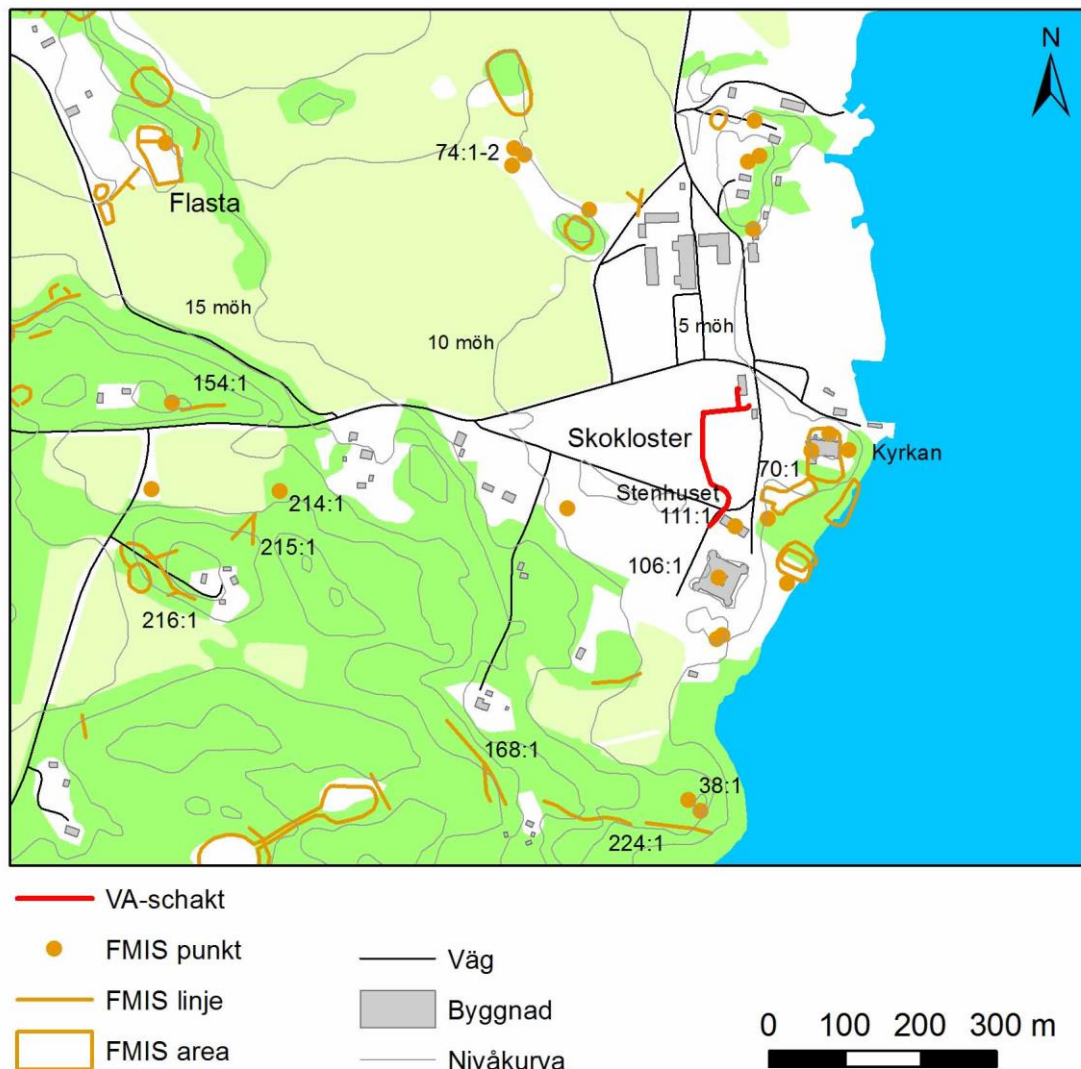 N
74:1-2
Flasta
15 möh
10 möh
5 möh
154:1
Skokloster
70:1
Kyrkan
Stenhuset
111:1
214:1
215:1
106:1
216:1
168:1
38:1
224:1
VA-schakt
FMIS punkt
FMIS linje
FMIS area
Väg
Byggnad
Nivåkurva
0 100 200 300 m